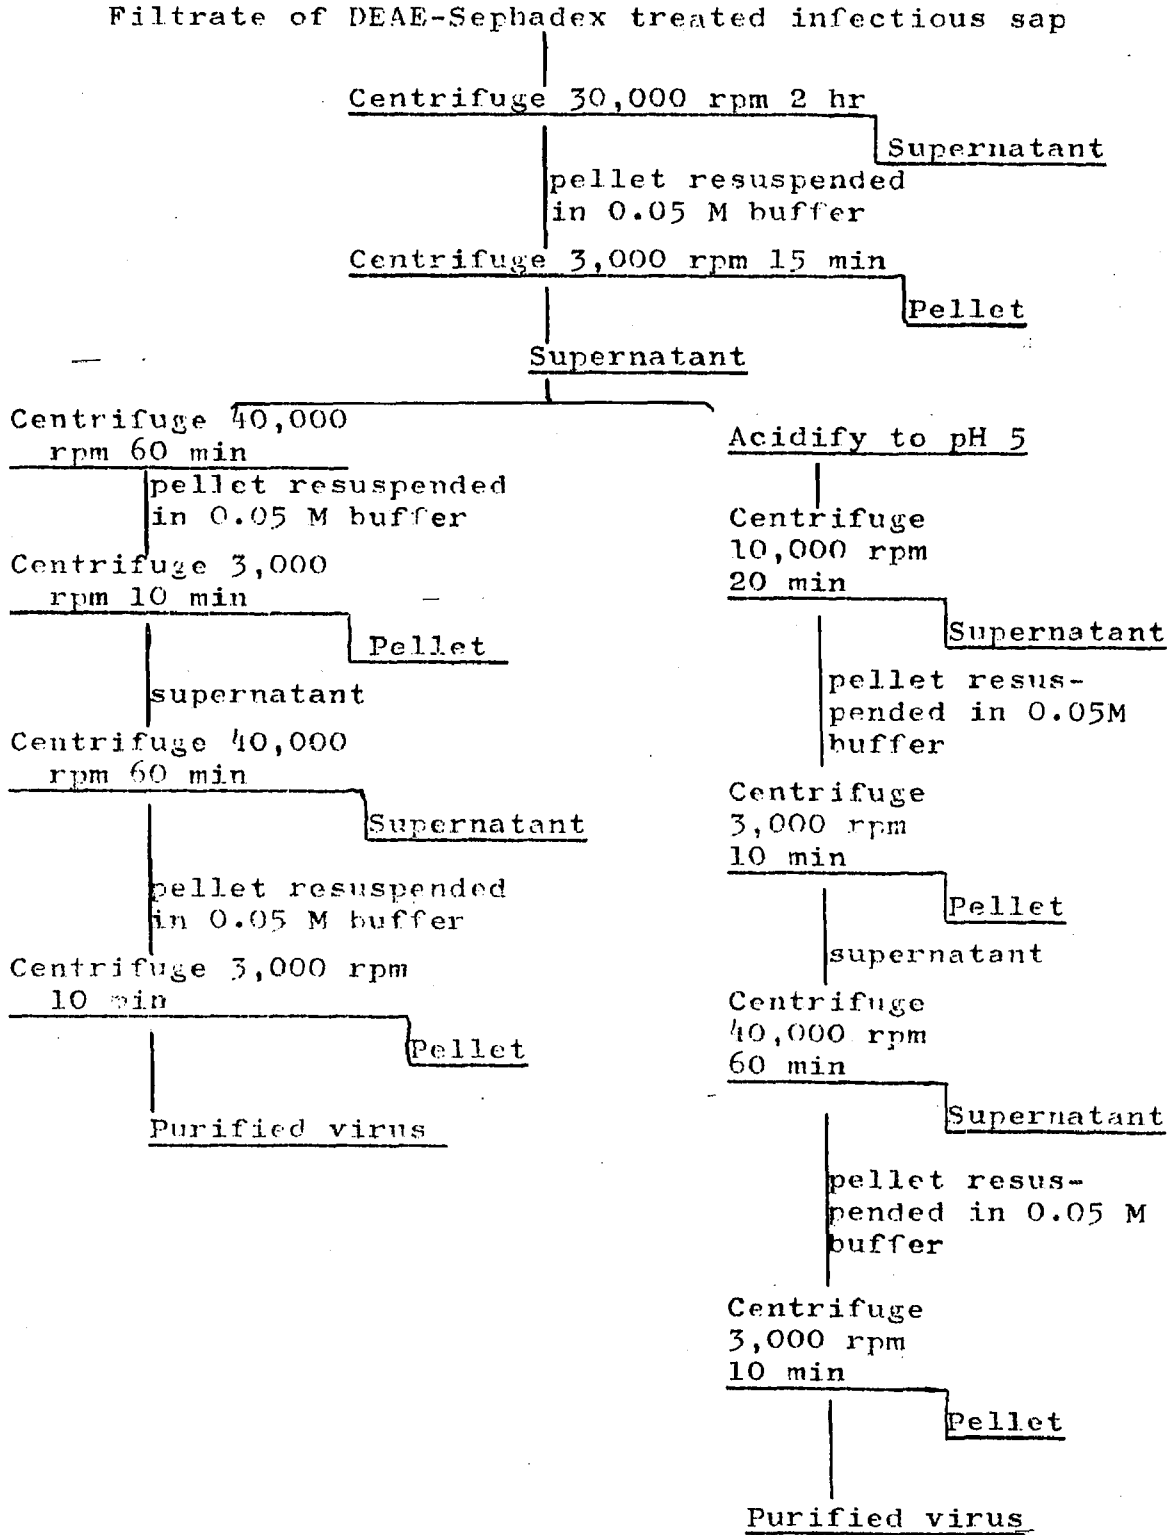 Filtrate of DEAE-Sephadex treated infectious sap
Centrifuge 30,000 rpm 2 hr
Supernatant
pellet resuspended
in 0.05 M buffer
Centrifuge 3,000 rpm 15 min
Pellet
Supernatant
Centrifuge 40,000
rpm 60 min
pellet resuspended
in 0.05 M buffer
Centrifuge 3,000
rpm 10 min
Pellet
supernatant
Centrifuge 40,000
rpm 60 min
Supernatant
pellet resuspended
in 0.05 M buffer
Centrifuge 3,000 rpm
10 min
Pellet
Purified virus
Acidify to pH 5
Centrifuge
10,000 rpm
20 min
Supernatant
pellet resus-
pended in 0.05M
buffer
Centrifuge
3,000 rpm
10 min
Pellet
supernatant
Centrifuge
40,000 rpm
60 min
Supernatant
pellet resus-
pended in 0.05 M
buffer
Centrifuge
3,000 rpm
10 min
Pellet
Purified virus